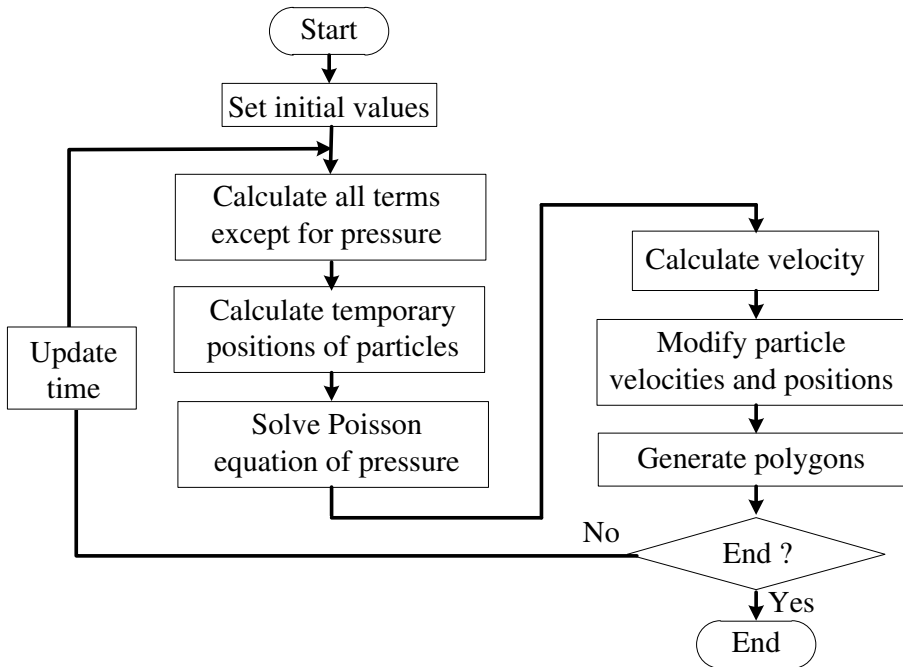 Start
Set initial values
Calculate all terms
except for pressure
Calculate temporary
positions of particles
Solve Poisson
equation of pressure
Update
time
Calculate velocity
Modify particle
velocities and positions
Generate polygons
No
End ?
Yes
End